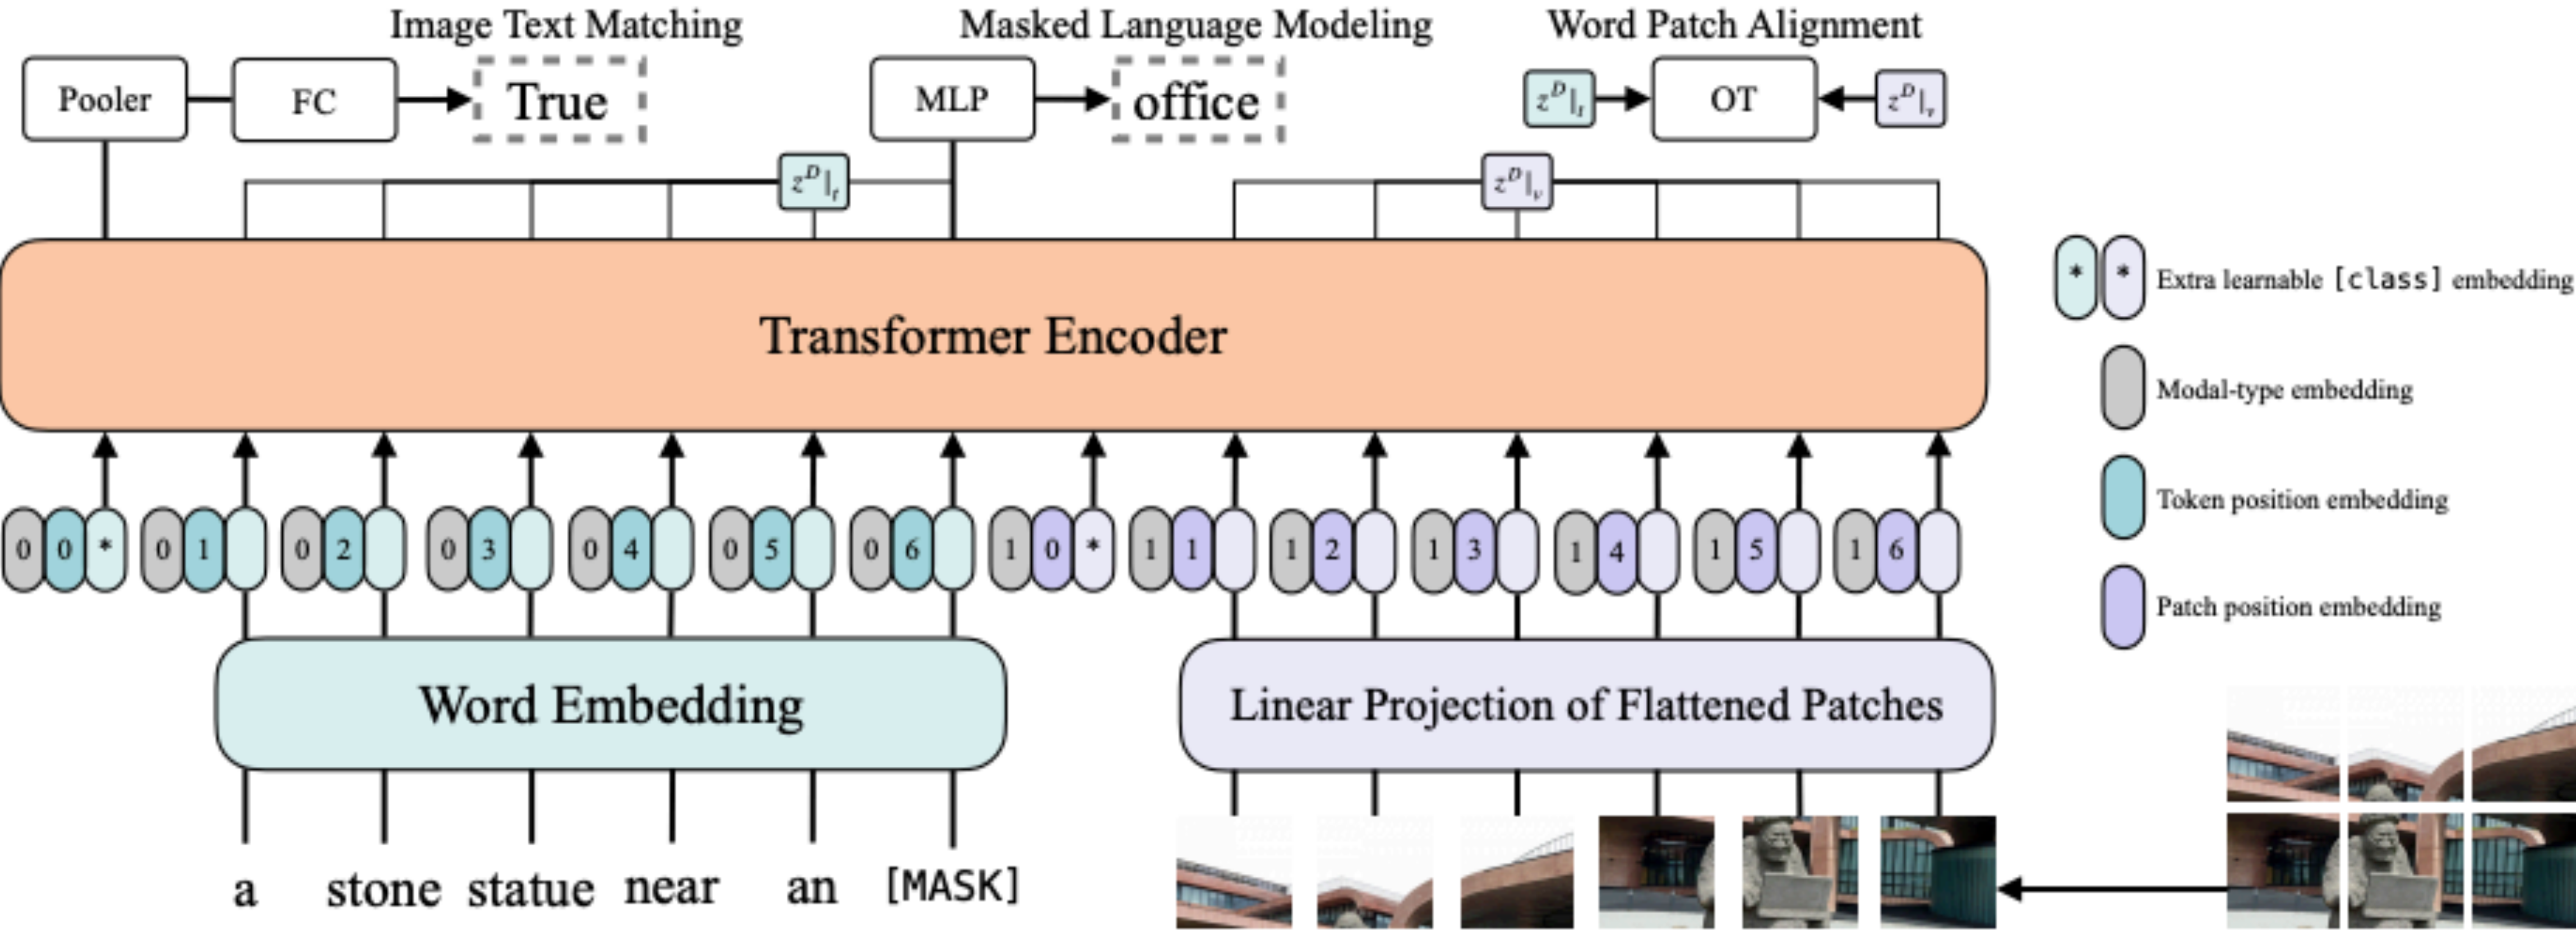 Image Text Matching
Masked Language Modeling
Word Patch Alignment
Pooler
FC
True
MLP
office
z^D|_t
OT
z^D|_v
z^D|_t
z^D|_v
Transformer Encoder
* * Extra learnable [class] embedding
Modal-type embedding
Token position embedding
Patch position embedding
0 0 * 0 1 0 2 0 3 0 4 0 5 0 6 1 0 * 1 1 1 2 1 3 1 4 1 5 1 6
Word Embedding
Linear Projection of Flattened Patches
a stone statue near an [MASK]